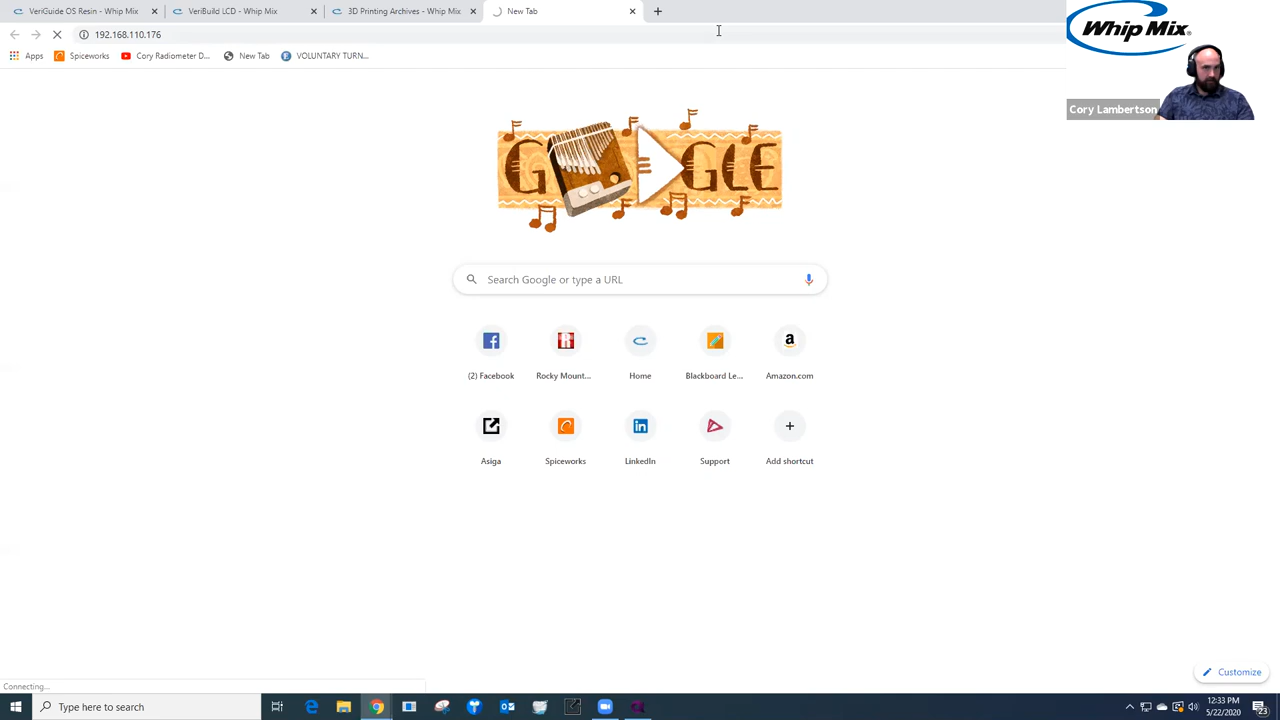 VeriGuide OS Resin - Whip Mix
VeriBuild LCD - Whip Mix
3D Printing Archives - Whip Mix
New Tab
192.168.110.176
Apps
Spiceworks
Cory Radiometer D...
New Tab
VOLUNTARY TURN...
Whip Mix®
Cory Lambertson
GOGLE
Search Google or type a URL
(2) Facebook
Rocky Mount...
Home
Blackboard Le...
Amazon.com
Asiga
Spiceworks
LinkedIn
Support
Add shortcut
Customize
Connecting...
Type here to search
12:33 PM
5/22/2020
23